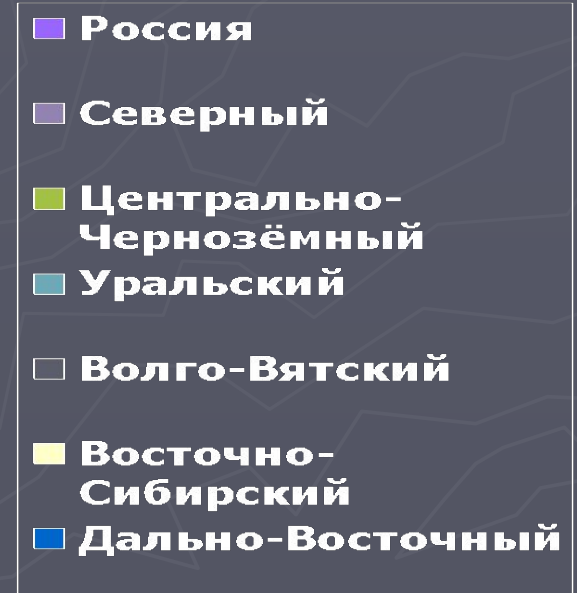 Россия
Северный
Центрально-
Чернозёмный
Уральский
Волго-Вятский
Восточно-
Сибирский
Дально-Восточный